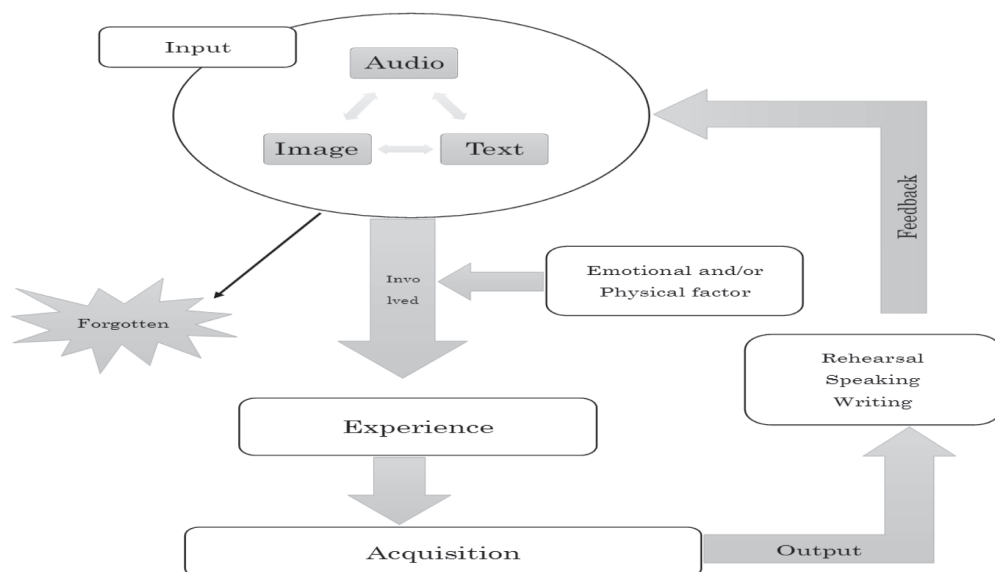 Input
Audio
Image
Text
Feedback
Invo
lved
Emotional and/or
Physical factor
Forgotten
Rehearsal
Speaking
Writing
Experience
Acquisition
Output